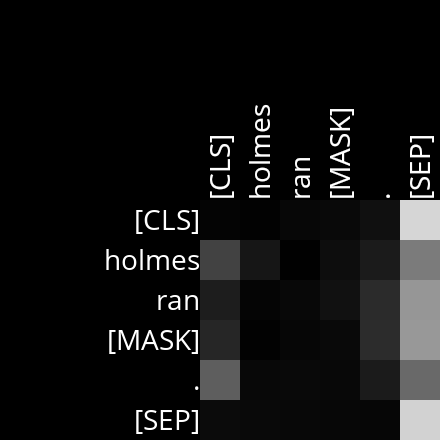 [CLS] holmes ran [MASK] . [SEP]
[CLS]
holmes
ran
[MASK]
.
[SEP]